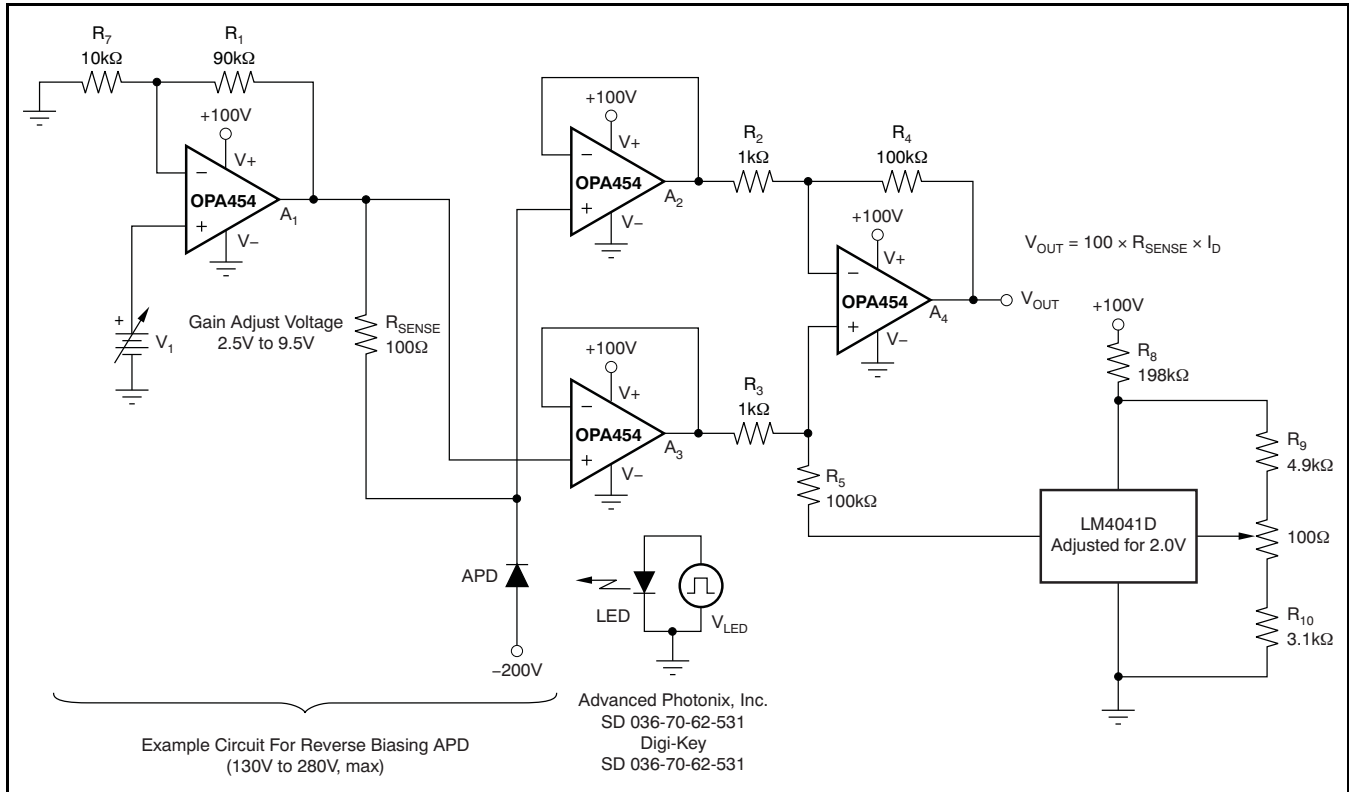 R7
10kΩ
R1
90kΩ
+100V
V+
−
OPA454
+
V−
A1
+
V1
Gain Adjust Voltage
2.5V to 9.5V
RSENSE
100Ω
+100V
V+
−
OPA454
+
V−
A2
R2
1kΩ
R4
100kΩ
+100V
V+
−
OPA454
+
V−
A4
VOUT = 100 × RSENSE × ID
VOUT
+100V
V+
−
OPA454
+
V−
A3
R3
1kΩ
R5
100kΩ
+100V
R8
198kΩ
R9
4.9kΩ
LM4041D
Adjusted for 2.0V
100Ω
R10
3.1kΩ
APD
−200V
LED
VLED
Advanced Photonix, Inc.
SD 036-70-62-531
Digi-Key
SD 036-70-62-531
Example Circuit For Reverse Biasing APD
(130V to 280V, max)